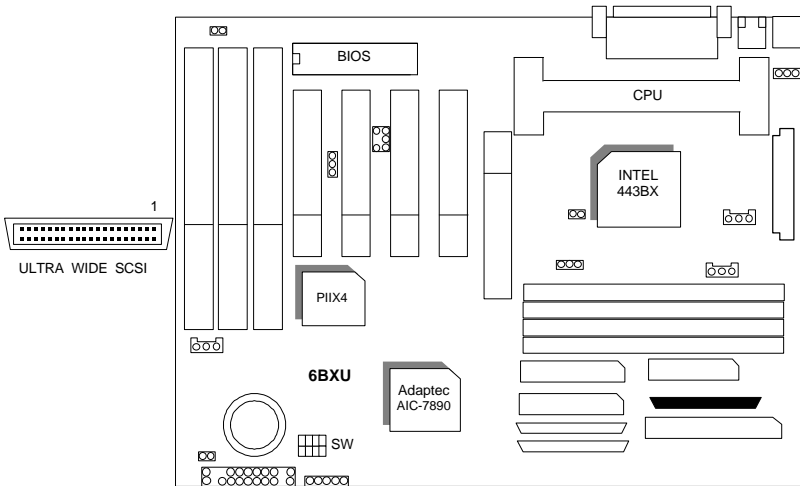 BIOS
CPU
INTEL
443BX
1
ULTRA WIDE SCSI
PIIX4
6BXU
Adaptec
AIC-7890
SW